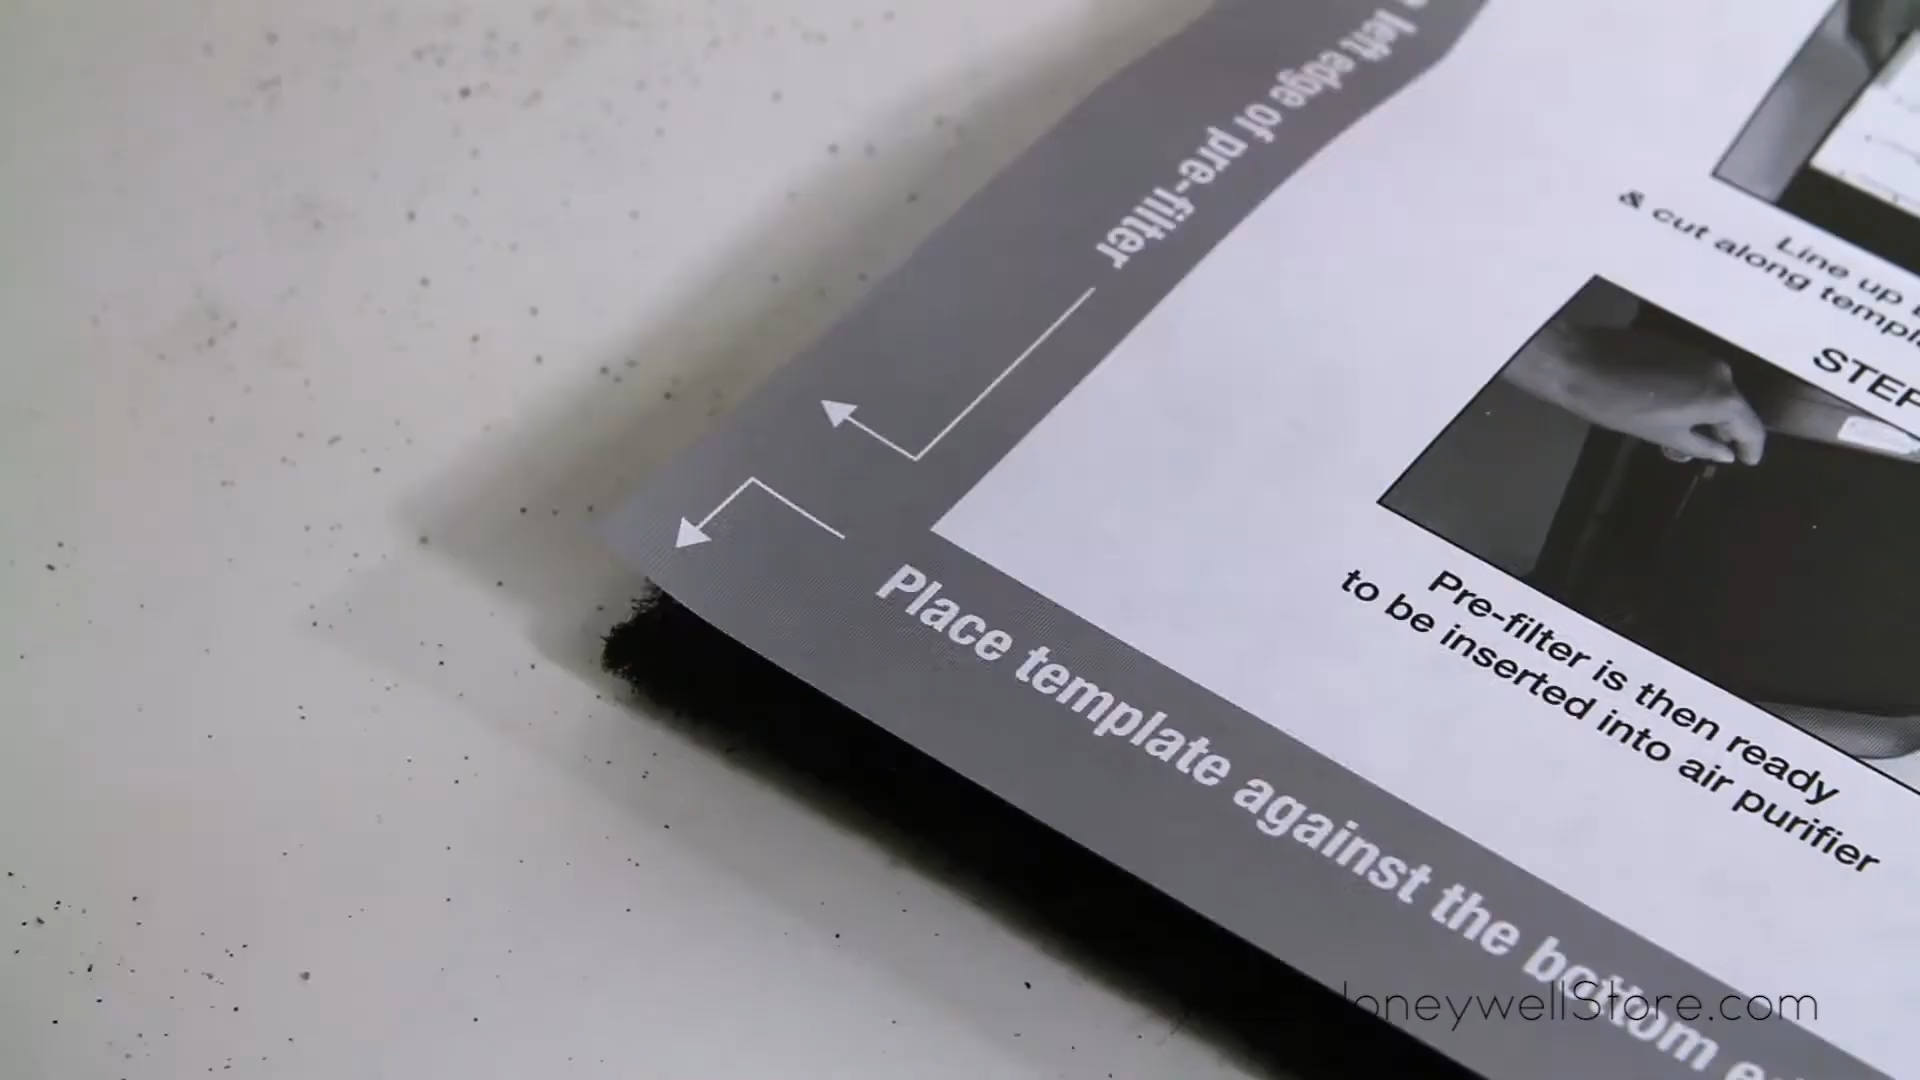 left edge of pre-filter
Line up
& cut along
STEP
Pre-filter is then ready
to be inserted into air purifier
Place template against the bottom
oneywellStore.com